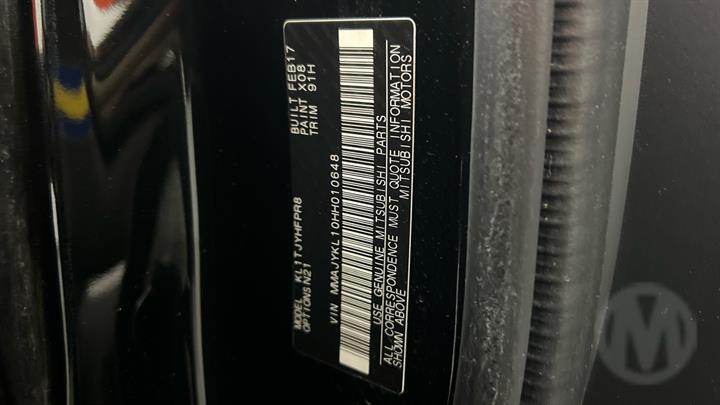 MODEL KL1TJYHFPR8
OPTIONS N21
BUILT FEB17
PAINT X08
TRIM 91H
VIN MMAJYKL10HH010648
USE GENUINE MITSUBISHI PARTS
ALL CORRESPONDENCE MUST QUOTE INFORMATION
SHOWN ABOVE
MITSUBISHI MOTORS
M